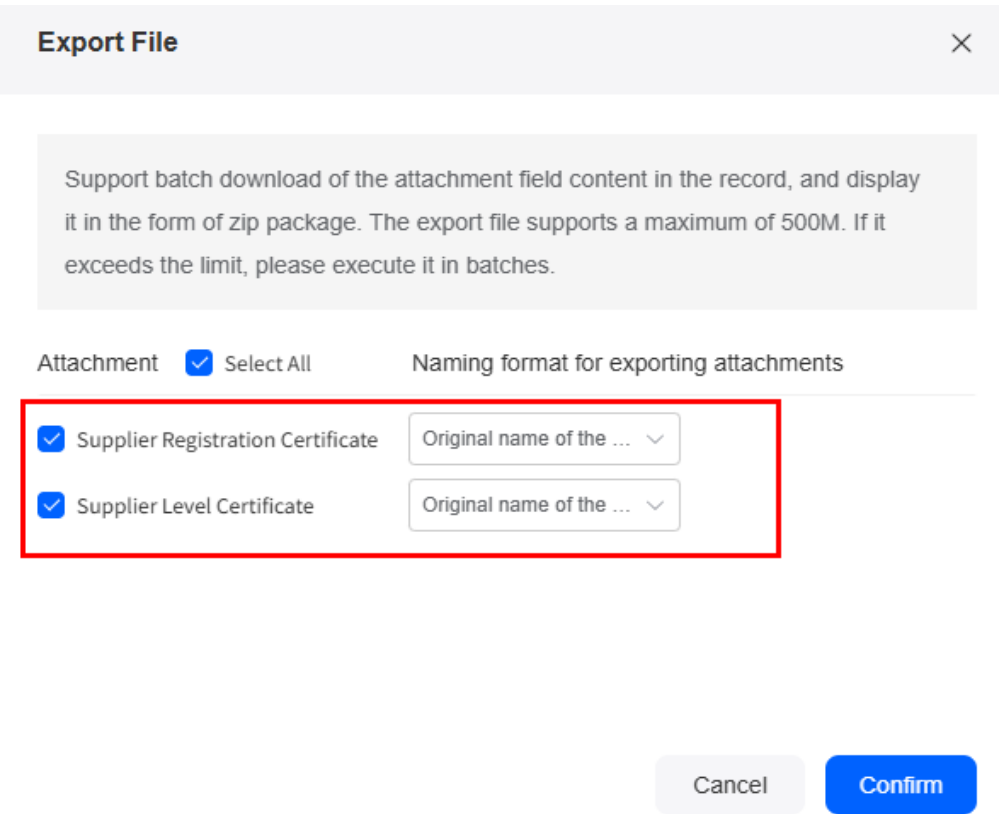 Export File
Support batch download of the attachment field content in the record, and display
it in the form of zip package. The export file supports a maximum of 500M. If it
exceeds the limit, please execute it in batches.
Attachment Select All Naming format for exporting attachments
Supplier Registration Certificate Original name of the ...
Supplier Level Certificate Original name of the ...
Cancel Confirm